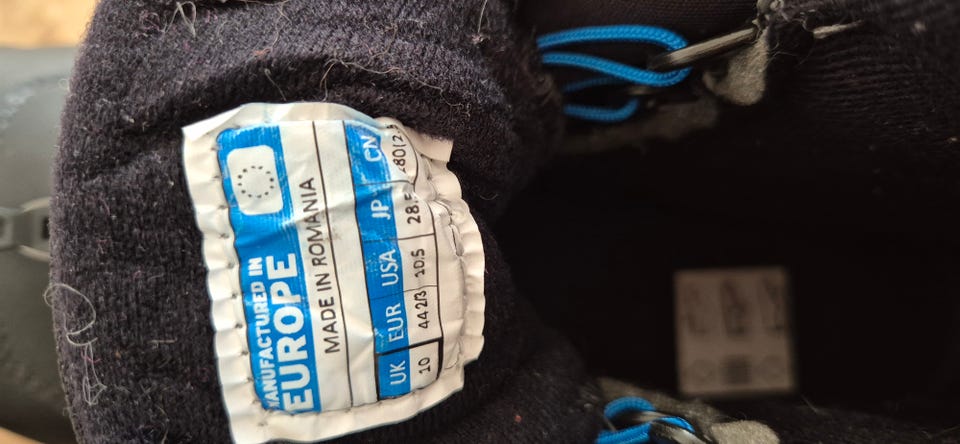 MANUFACTURED IN
EUROPE
MADE IN ROMANIA
UK EUR USA JP CN
10 44 2/3 10.5 28.5